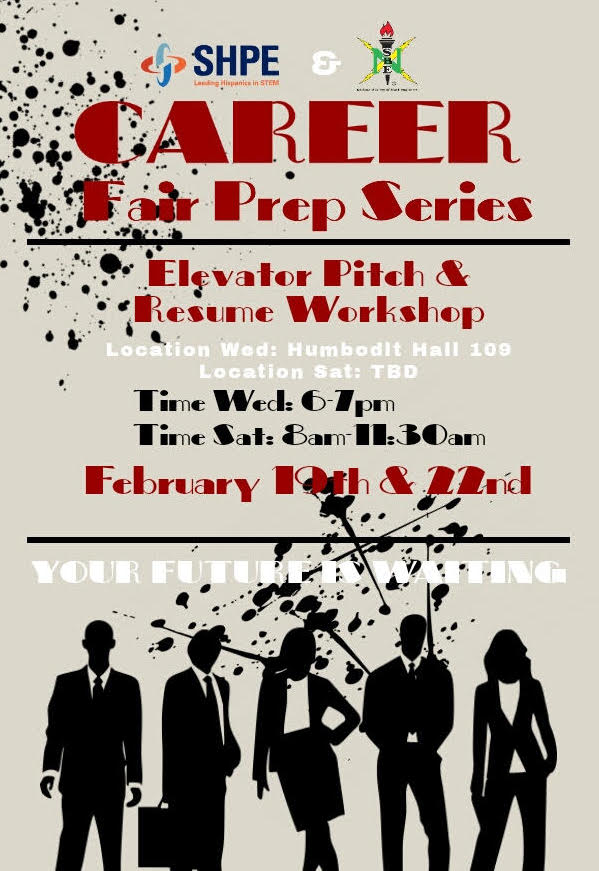 SHPE
Leading Hispanics in STEM
&
NSBE
CAREER
Fair Prep Series
Elevator Pitch &
Resume Workshop
Location Wed: Humbodlt Hall 109
Location Sat: TBD
Time Wed: 6-7pm
Time Sat: 8am-11:30am
February 19th & 22nd
YOUR FUTURE IS WAITING